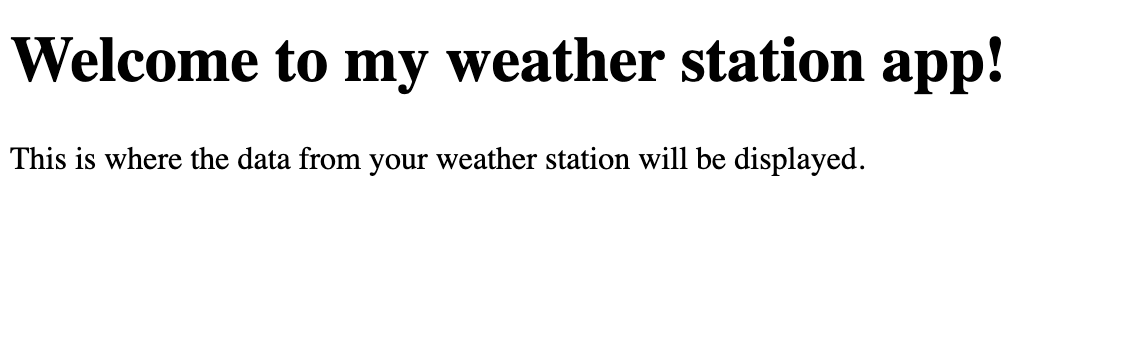 Welcome to my weather station app!
This is where the data from your weather station will be displayed.